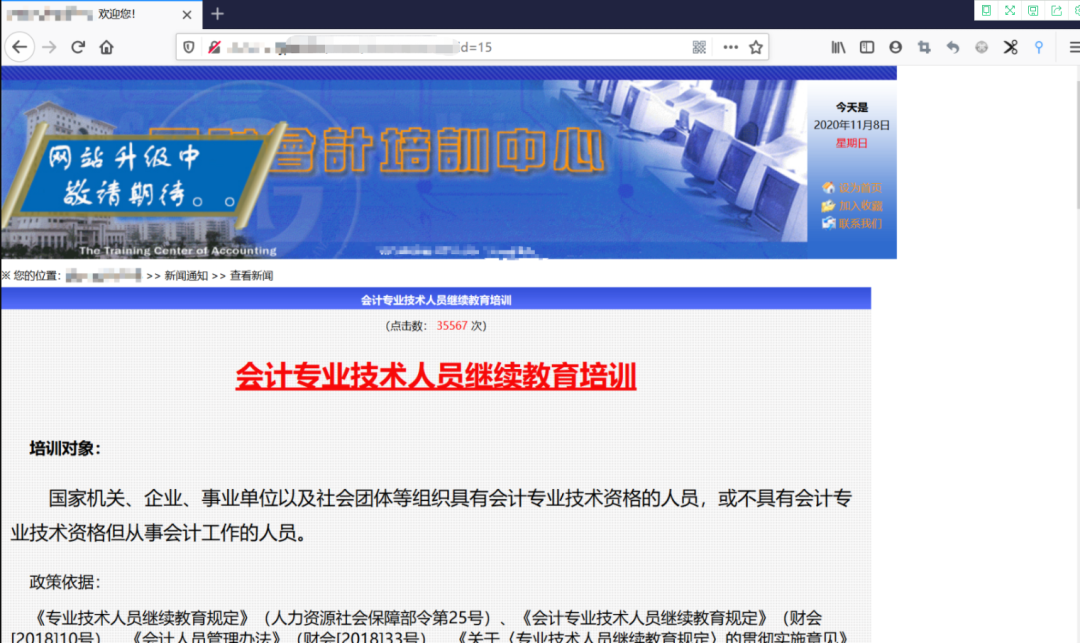 欢迎您!
id=15
会計培訓中心
网站升级中
敬请期待。。
The Training Center of Accounting
今天是
2020年11月8日
星期日
设为首页
加入收藏
联系我们
※ 您的位置:
>> 新闻通知 >> 查看新闻
会计专业技术人员继续教育培训
(点击数: 35567 次)
会计专业技术人员继续教育培训
培训对象：
国家机关、企业、事业单位以及社会团体等组织具有会计专业技术资格的人员，或不具有会计专
业技术资格但从事会计工作的人员。
政策依据：
《专业技术人员继续教育规定》（人力资源社会保障部令第25号）、《会计专业技术人员继续教育规定》（财会
[2018]10号）、《会计人员管理办法》（财会[2018]33号）、《关于〈专业技术人员继续教育规定〉的贯彻实施意见》